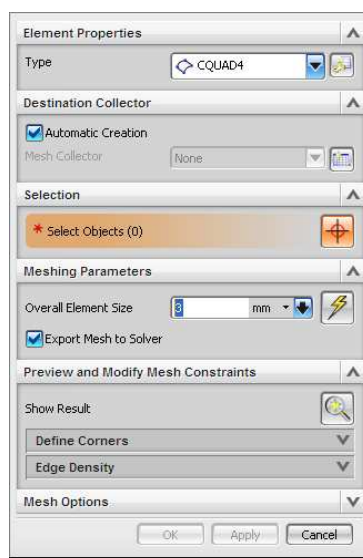 Element Properties
Type
CQUAD4
Destination Collector
Automatic Creation
Mesh Collector
None
Selection
* Select Objects (0)
Meshing Parameters
Overall Element Size
3
mm
Export Mesh to Solver
Preview and Modify Mesh Constraints
Show Result
Define Corners
Edge Density
Mesh Options
OK
Apply
Cancel